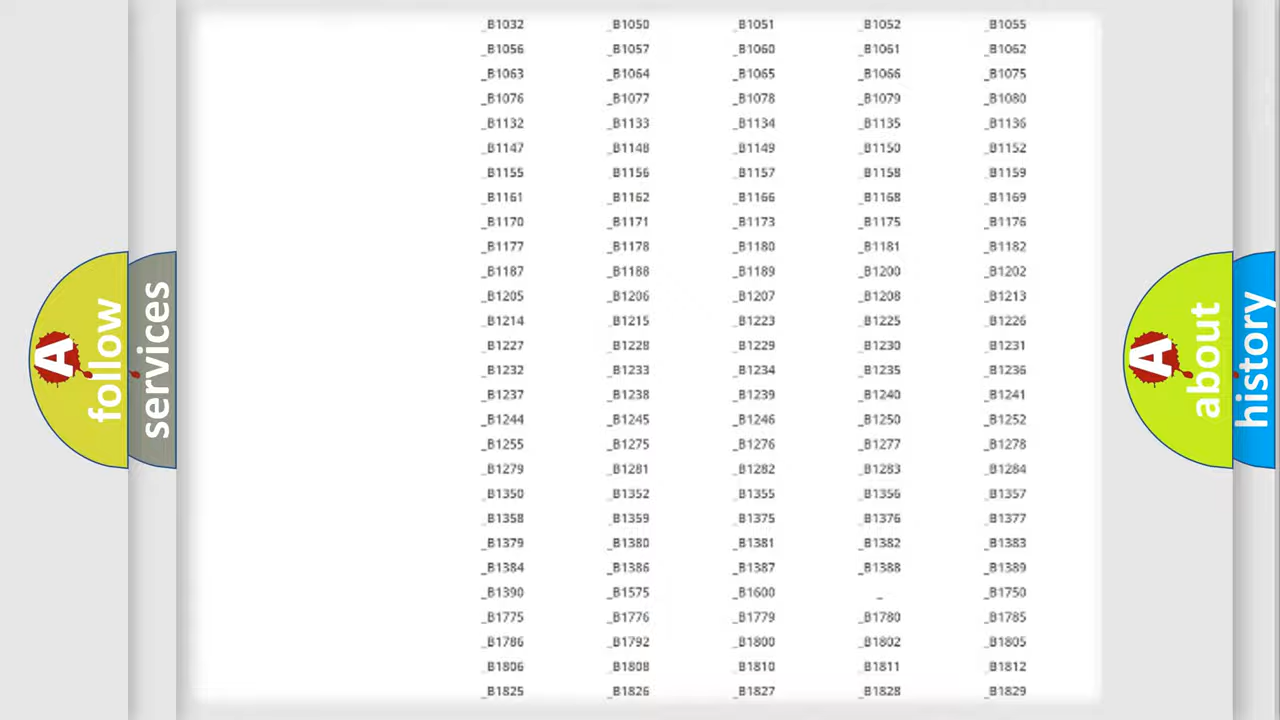 _B1032 _B1050 _B1051 _B1052 _B1055
_B1056 _B1057 _B1060 _B1061 _B1062
_B1063 _B1064 _B1065 _B1066 _B1075
_B1076 _B1077 _B1078 _B1079 _B1080
_B1132 _B1133 _B1134 _B1135 _B1136
_B1147 _B1148 _B1149 _B1150 _B1152
_B1155 _B1156 _B1157 _B1158 _B1159
_B1161 _B1162 _B1166 _B1168 _B1169
_B1170 _B1171 _B1173 _B1175 _B1176
_B1177 _B1178 _B1180 _B1181 _B1182
_B1187 _B1188 _B1189 _B1200 _B1202
_B1205 _B1206 _B1207 _B1208 _B1213
_B1214 _B1215 _B1223 _B1225 _B1226
_B1227 _B1228 _B1229 _B1230 _B1231
_B1232 _B1233 _B1234 _B1235 _B1236
_B1237 _B1238 _B1239 _B1240 _B1241
_B1244 _B1245 _B1246 _B1250 _B1252
_B1255 _B1275 _B1276 _B1277 _B1278
_B1279 _B1281 _B1282 _B1283 _B1284
_B1350 _B1352 _B1355 _B1356 _B1357
_B1358 _B1359 _B1375 _B1376 _B1377
_B1379 _B1380 _B1381 _B1382 _B1383
_B1384 _B1386 _B1387 _B1388 _B1389
_B1390 _B1575 _B1600 _ _B1750
_B1775 _B1776 _B1779 _B1780 _B1785
_B1786 _B1792 _B1800 _B1802 _B1805
_B1806 _B1808 _B1810 _B1811 _B1812
_B1825 _B1826 _B1827 _B1828 _B1829
A
follow
services
A
about
history